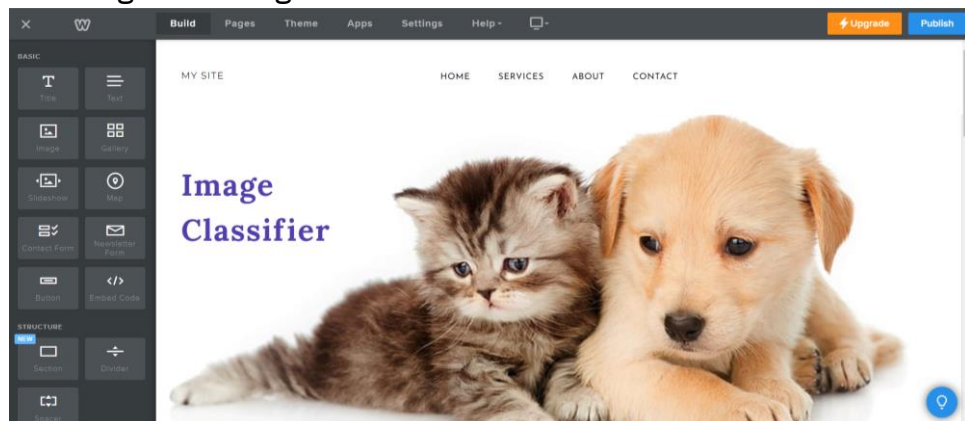 Build Pages Theme Apps Settings Help Upgrade Publish
BASIC
Title Text
Image Gallery
Slideshow Map
Contact Form Newsletter Form
Button Embed Code
STRUCTURE
NEW
Section Divider
Spacer
MY SITE HOME SERVICES ABOUT CONTACT
Image
Classifier